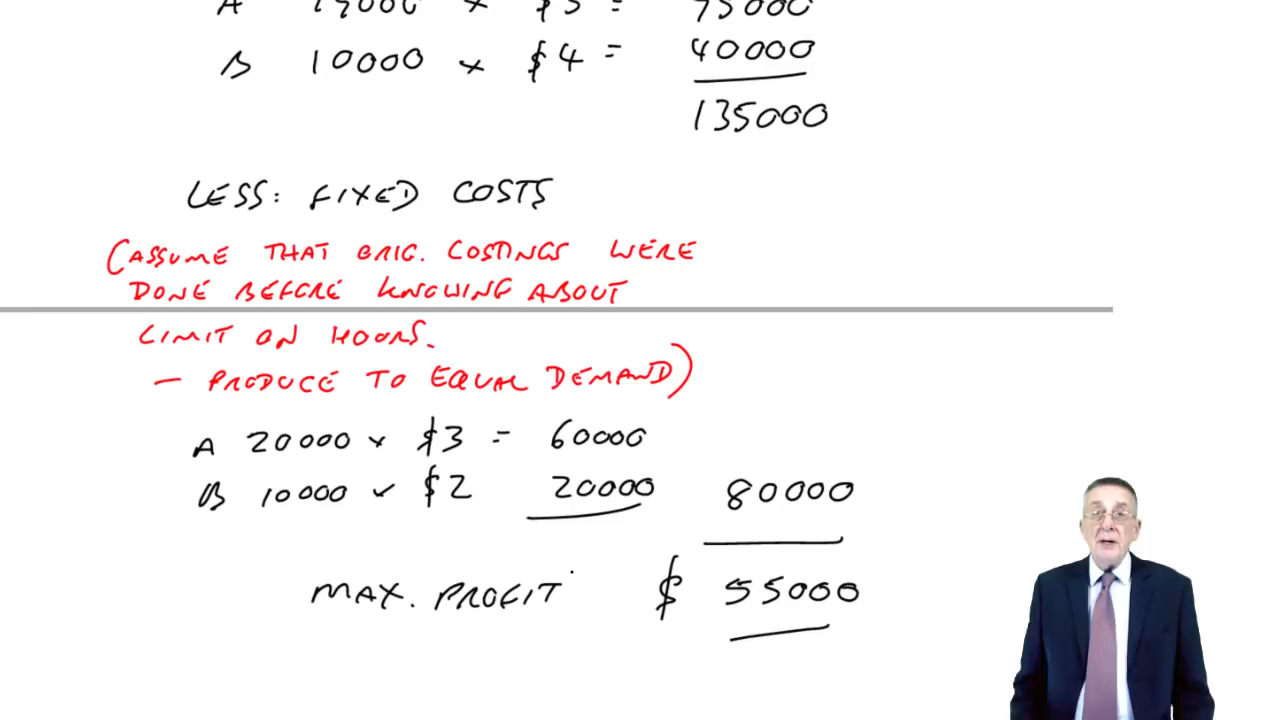 A × $5 =
B 10000 × $4 = 40000
135000
LESS: FIXED COSTS
(ASSUME THAT ORIG. COSTINGS WERE
DONE BEFORE KNOWING ABOUT
LIMIT ON HOURS.
- PRODUCE TO EQUAL DEMAND)
A 20000 × $3 = 60000
B 10000 × $2 20000 80000
MAX. PROFIT $ 55000